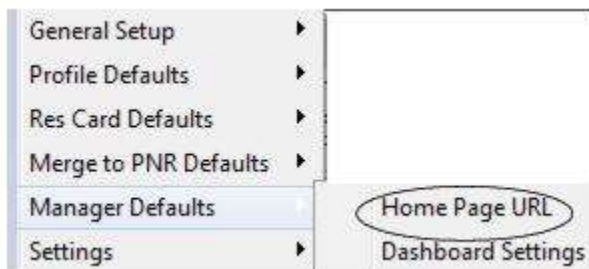 General Setup
Profile Defaults
Res Card Defaults
Merge to PNR Defaults
Manager Defaults
Home Page URL
Settings
Dashboard Settings